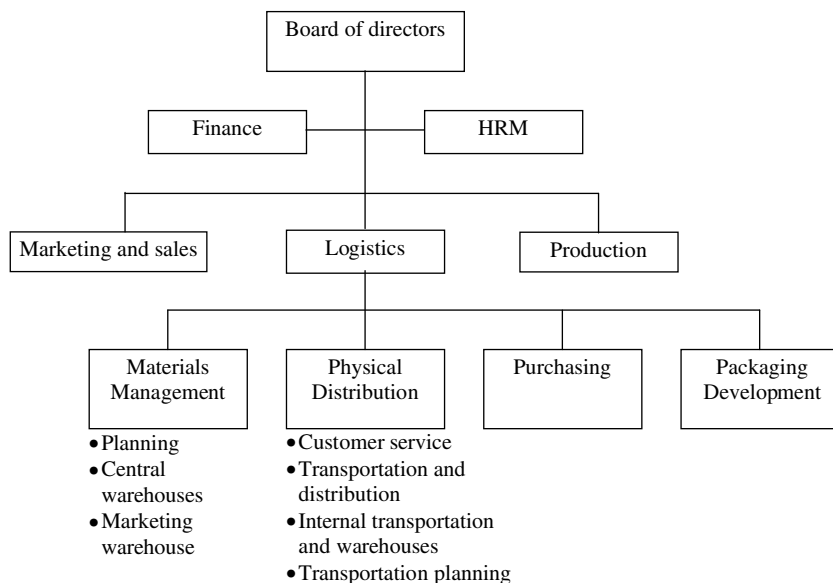 Board of directors
Finance
HRM
Marketing and sales
Logistics
Production
Materials
Management
Physical
Distribution
Purchasing
Packaging
Development
•Planning
•Central
warehouses
•Marketing
warehouse
•Customer service
•Transportation and
distribution
•Internal transportation
and warehouses
•Transportation planning